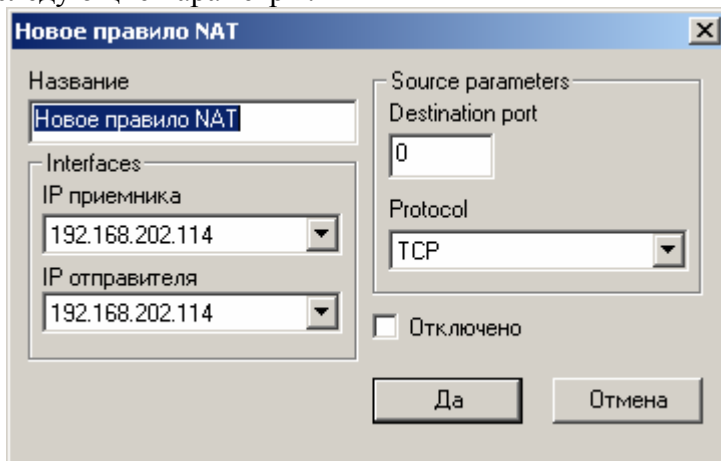 Новое правило NAT
Название
Новое правило NAT
Interfaces
IP приемника
192.168.202.114
IP отправителя
192.168.202.114
Source parameters
Destination port
0
Protocol
TCP
Отключено
Да
Отмена